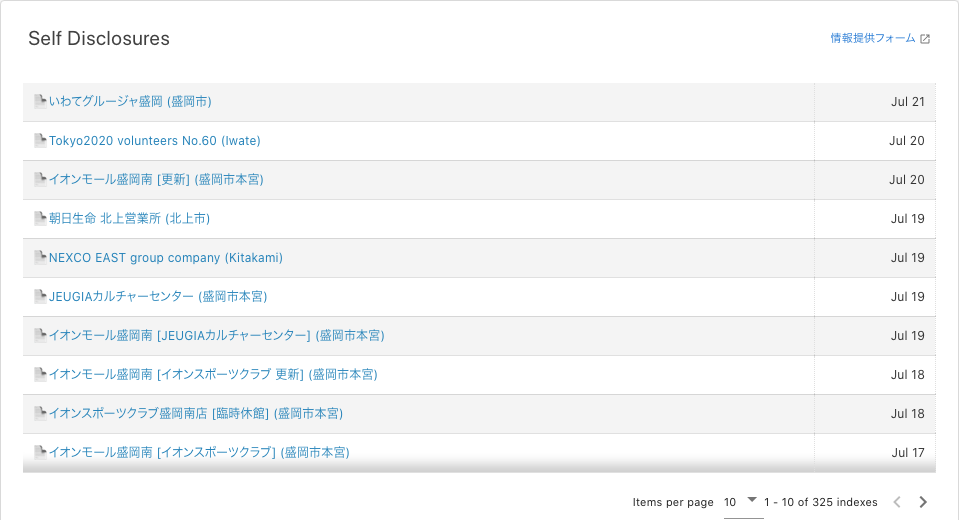 Self Disclosures
情報提供フォーム
いわてグルージャ盛岡 (盛岡市) Jul 21
Tokyo2020 volunteers No.60 (Iwate) Jul 20
イオンモール盛岡南 [更新] (盛岡市本宮) Jul 20
朝日生命 北上営業所 (北上市) Jul 19
NEXCO EAST group company (Kitakami) Jul 19
JEUGIAカルチャーセンター (盛岡市本宮) Jul 19
イオンモール盛岡南 [JEUGIAカルチャーセンター] (盛岡市本宮) Jul 19
イオンモール盛岡南 [イオンスポーツクラブ 更新] (盛岡市本宮) Jul 18
イオンスポーツクラブ盛岡南店 [臨時休館] (盛岡市本宮) Jul 18
イオンモール盛岡南 [イオンスポーツクラブ] (盛岡市本宮) Jul 17
Items per page 10 1 - 10 of 325 indexes